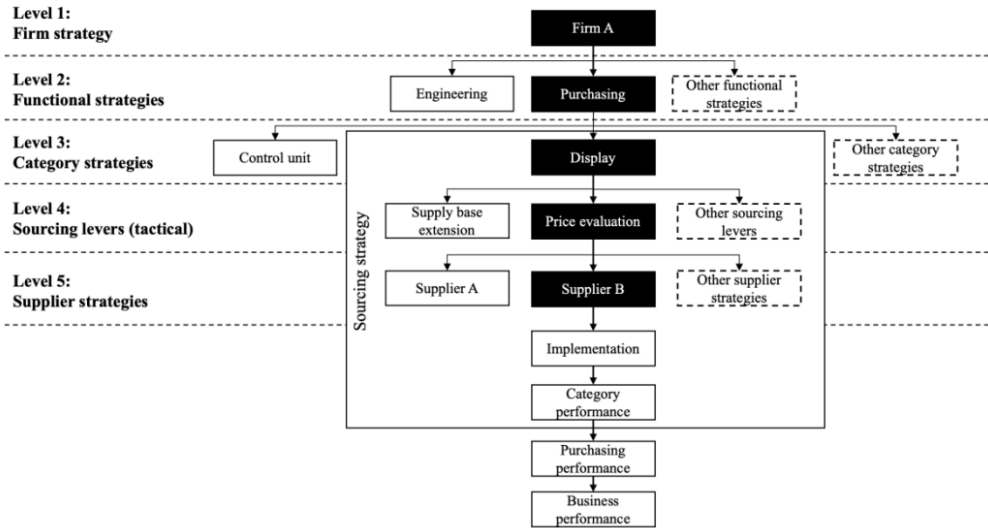 Level 1:
Firm strategy
Firm A
Level 2:
Functional strategies
Engineering
Purchasing
Other functional
strategies
Level 3:
Category strategies
Control unit
Display
Other category
strategies
Sourcing strategy
Level 4:
Sourcing levers (tactical)
Supply base
extension
Price evaluation
Other sourcing
levers
Level 5:
Supplier strategies
Supplier A
Supplier B
Other supplier
strategies
Implementation
Category
performance
Purchasing
performance
Business
performance